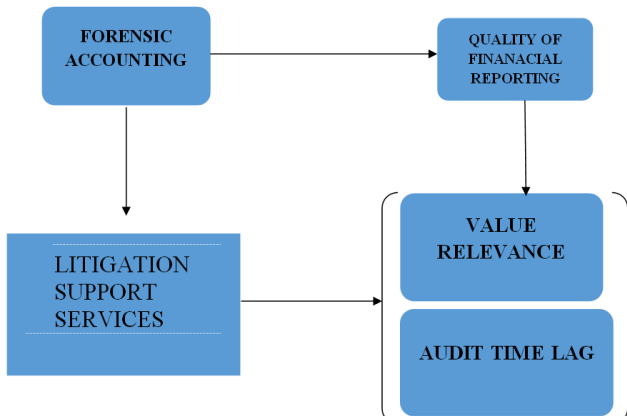 FORENSIC
ACCOUNTING
QUALITY OF
FINANACIAL
REPORTING
LITIGATION
SUPPORT
SERVICES
VALUE
RELEVANCE
AUDIT TIME LAG